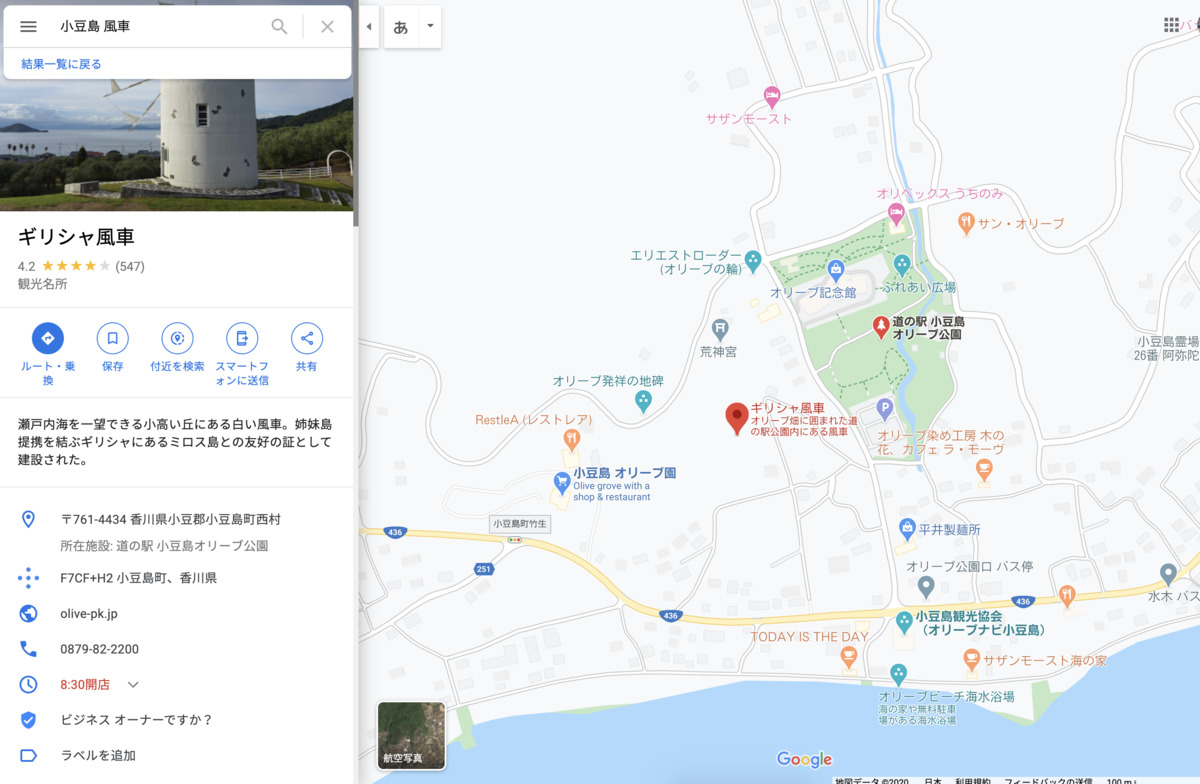 小豆島 風車
結果一覧に戻る
ギリシャ風車
4.2 ★★★★★ (547)
観光名所
ルート・乗
換
保存
付近を検索
スマートフ
ォンに送信
共有
瀬戸内海を一望できる小高い丘にある白い風車。姉妹島
提携を結ぶギリシャにあるミロス島との友好の証として
建設された。
〒761-4434 香川県小豆郡小豆島町西村
所在施設: 道の駅 小豆島オリーブ公園
F7CF+H2 小豆島町、香川県
olive-pk.jp
0879-82-2200
8:30開店
ビジネス オーナーですか？
ラベルを追加
あ
サザンモースト
オリベックス うちのみ
サン・オリーブ
エリエストローダー
(オリーブの輪)
オリーブ記念館
ふれあい広場
道の駅 小豆島
オリーブ公園
荒神宮
小豆島霊場
26番 阿弥陀
オリーブ発祥の地碑
RestleA (レストレア)
ギリシャ風車
オリーブ畑に囲まれた道
の駅公園内にある風車
P
オリーブ染め工房 木の
花、カフェ ラ・モーヴ
小豆島 オリーブ園
Olive grove with a
shop & restaurant
小豆島町竹生
436
251
平井製麺所
オリーブ公園口 バス停
436
436
水木 バス
小豆島観光協会
（オリーブナビ小豆島）
TODAY IS THE DAY
サザンモースト海の家
オリーブビーチ海水浴場
海の家や無料駐車
場がある海水浴場
航空写真
Google
地図データ ©2020
日本
利用規約
フィードバックの送信
100 m